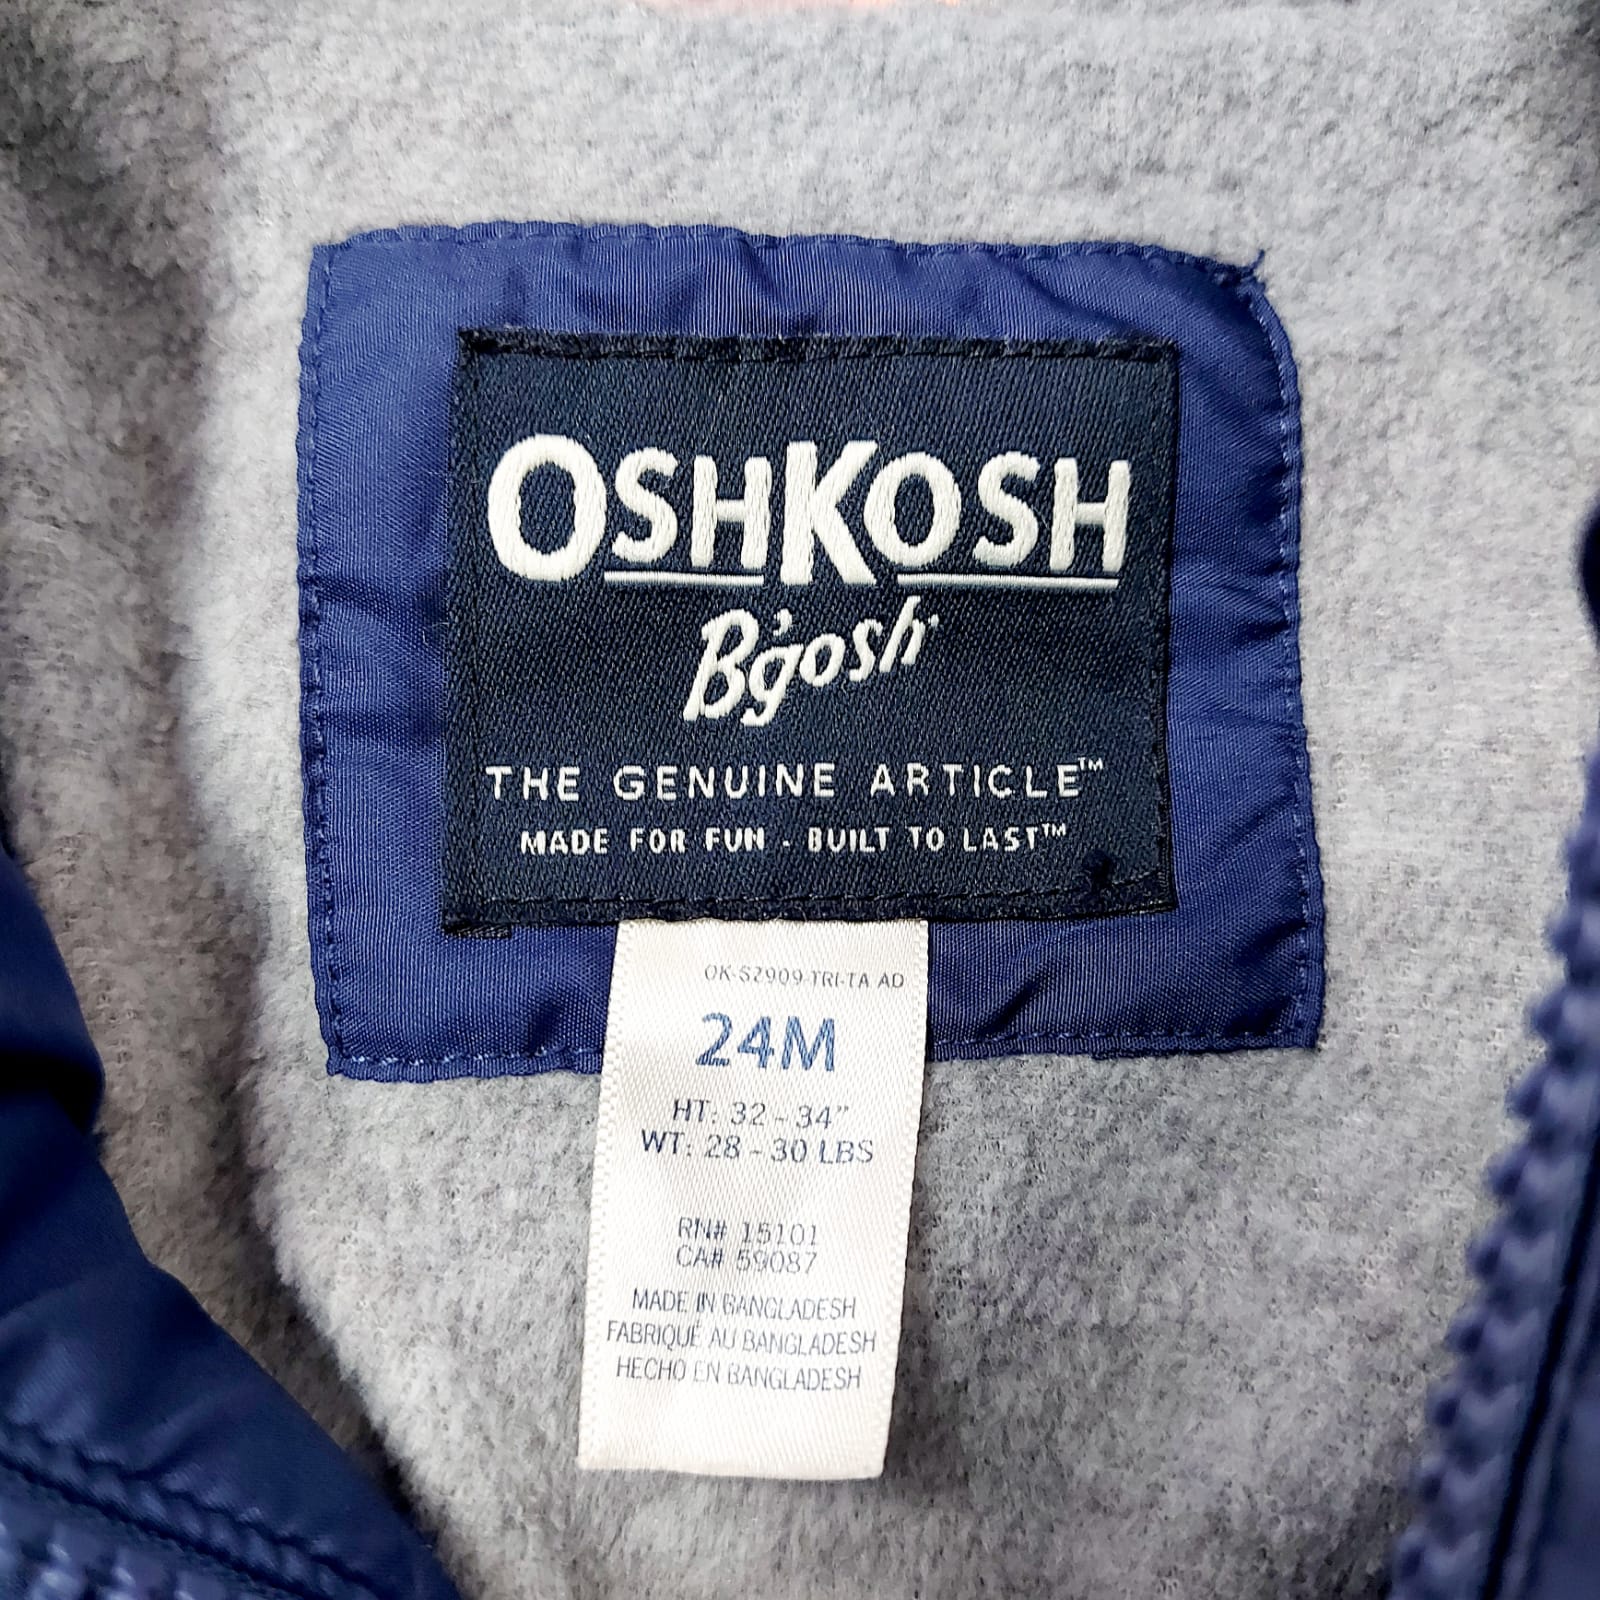 OSHKOSH
B'gosh
THE GENUINE ARTICLE™
MADE FOR FUN - BUILT TO LAST™
OK-S2909-TRI-TA AD
24M
HT: 32 - 34"
WT: 28 - 30 LBS
RN# 15101
CA# 59087
MADE IN BANGLADESH
FABRIQUÉ AU BANGLADESH
HECHO EN BANGLADESH